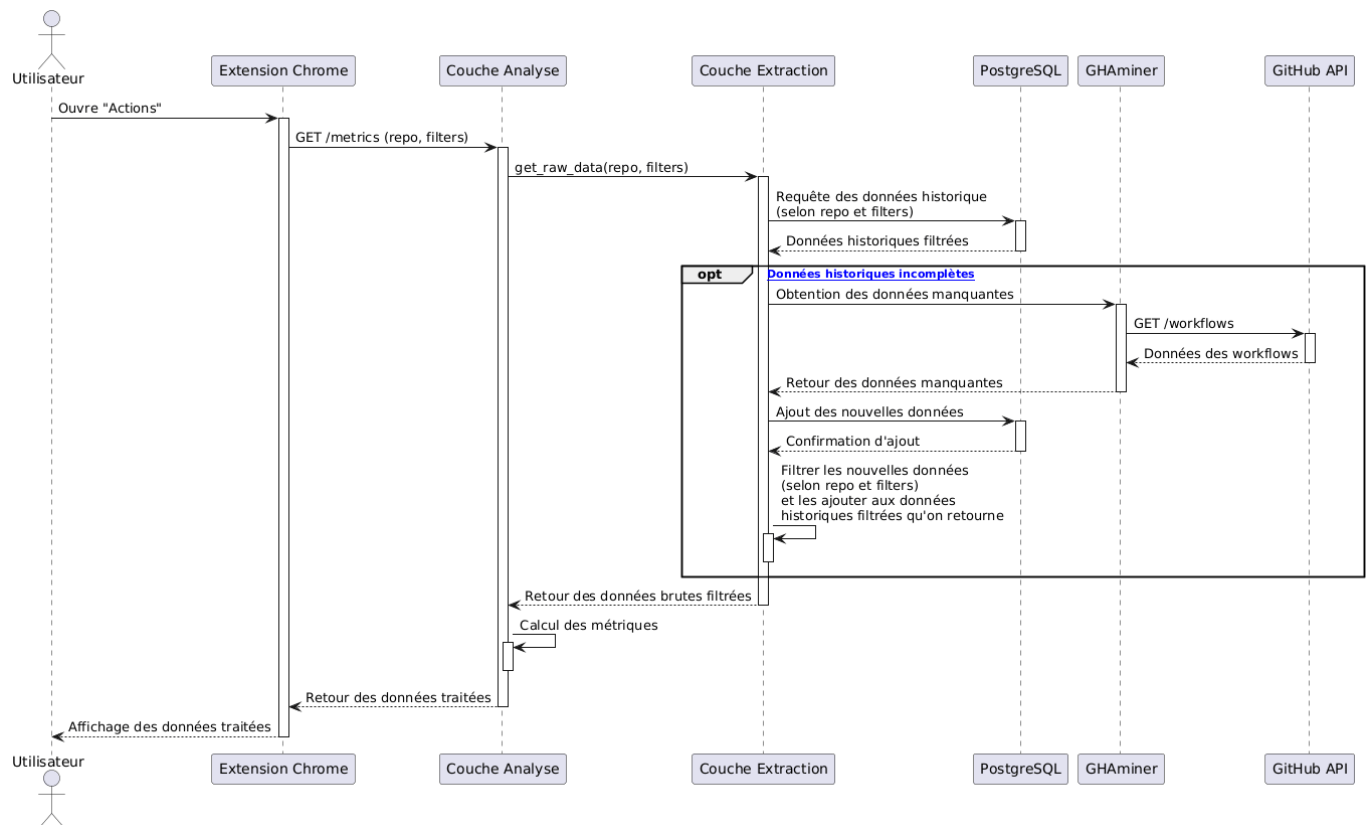 Utilisateur
Extension Chrome
Couche Analyse
Couche Extraction
PostgreSQL
GHAminer
GitHub API
Ouvre "Actions"
GET /metrics (repo, filters)
get_raw_data(repo, filters)
Requête des données historique
(selon repo et filters)
Données historiques filtrées
opt
Données historiques incomplètes
Obtention des données manquantes
GET /workflows
Données des workflows
Retour des données manquantes
Ajout des nouvelles données
Confirmation d'ajout
Filtrer les nouvelles données
(selon repo et filters)
et les ajouter aux données
historiques filtrées qu'on retourne
Retour des données brutes filtrées
Calcul des métriques
Retour des données traitées
Affichage des données traitées
Utilisateur
Extension Chrome
Couche Analyse
Couche Extraction
PostgreSQL
GHAminer
GitHub API